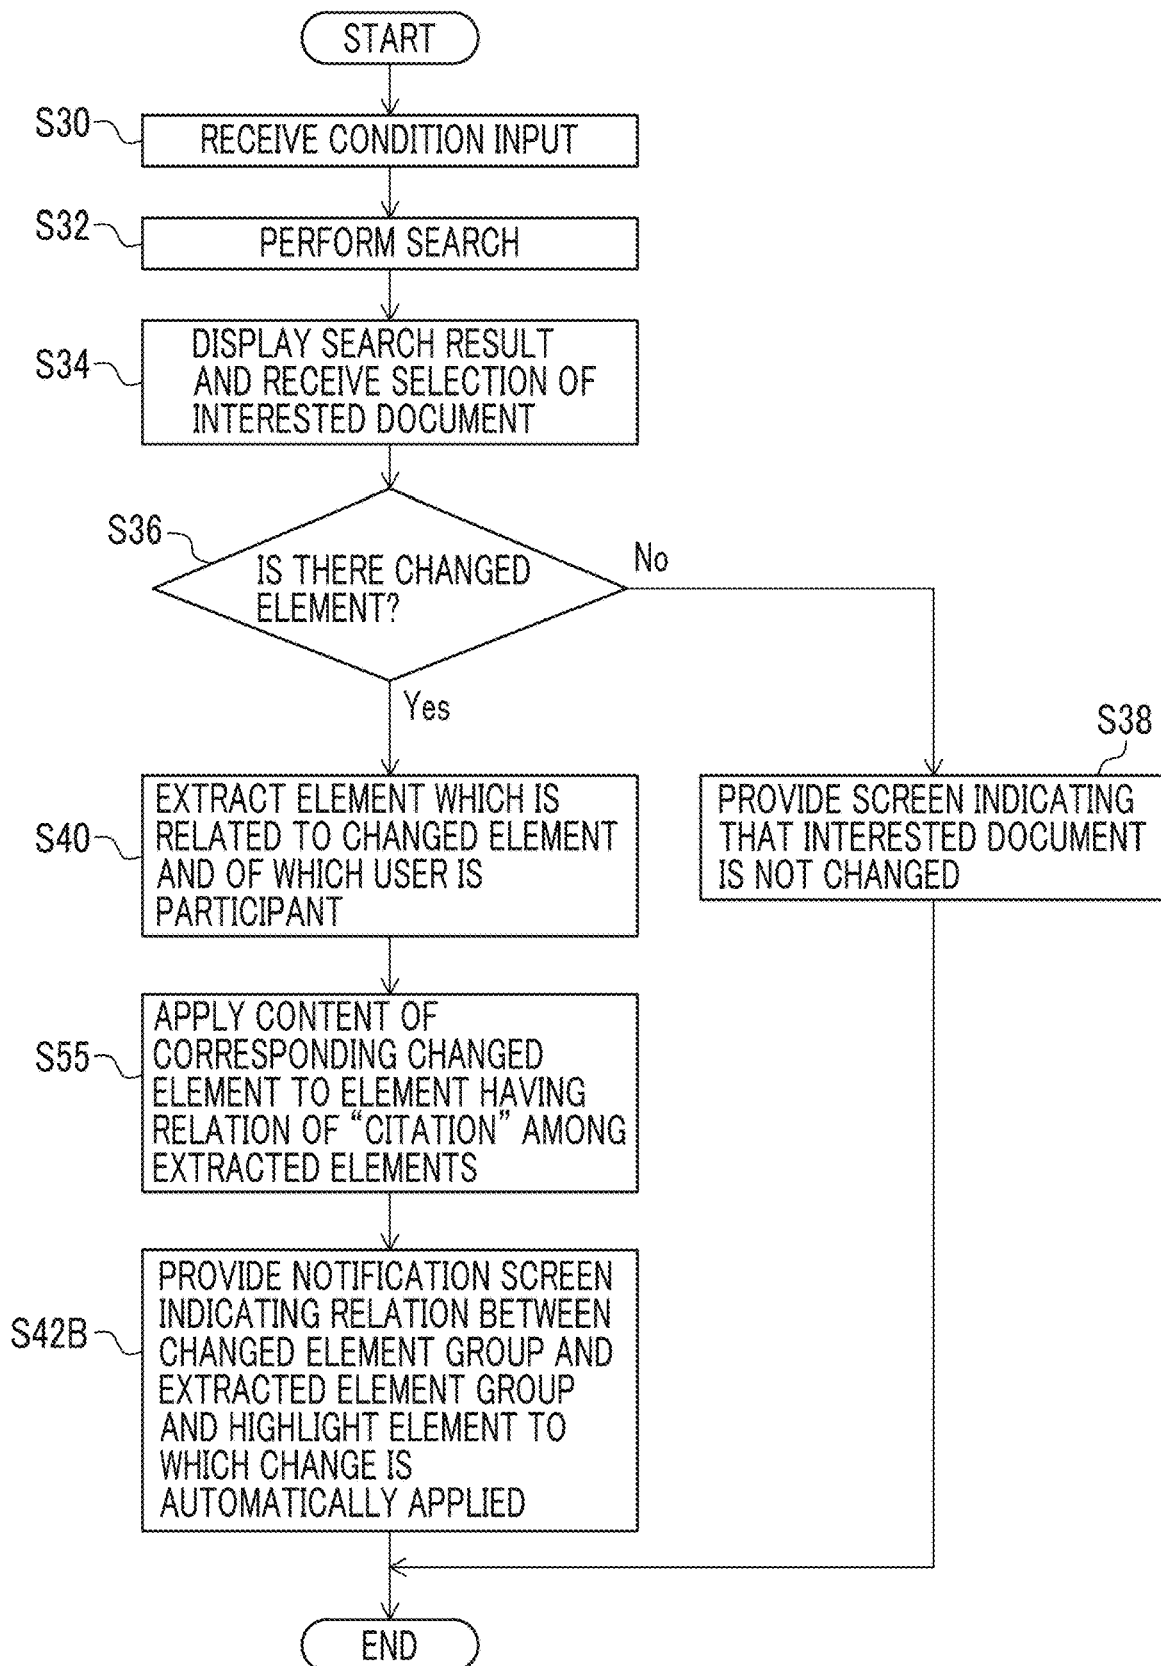 START
S30
RECEIVE CONDITION INPUT
S32
PERFORM SEARCH
S34
DISPLAY SEARCH RESULT
AND RECEIVE SELECTION OF
INTERESTED DOCUMENT
S36
IS THERE CHANGED
ELEMENT?
No
Yes
S38
PROVIDE SCREEN INDICATING
THAT INTERESTED DOCUMENT
IS NOT CHANGED
S40
EXTRACT ELEMENT WHICH IS
RELATED TO CHANGED ELEMENT
AND OF WHICH USER IS
PARTICIPANT
S55
APPLY CONTENT OF
CORRESPONDING CHANGED
ELEMENT TO ELEMENT HAVING
RELATION OF “CITATION” AMONG
EXTRACTED ELEMENTS
S42B
PROVIDE NOTIFICATION SCREEN
INDICATING RELATION BETWEEN
CHANGED ELEMENT GROUP AND
EXTRACTED ELEMENT GROUP
AND HIGHLIGHT ELEMENT TO
WHICH CHANGE IS
AUTOMATICALLY APPLIED
END